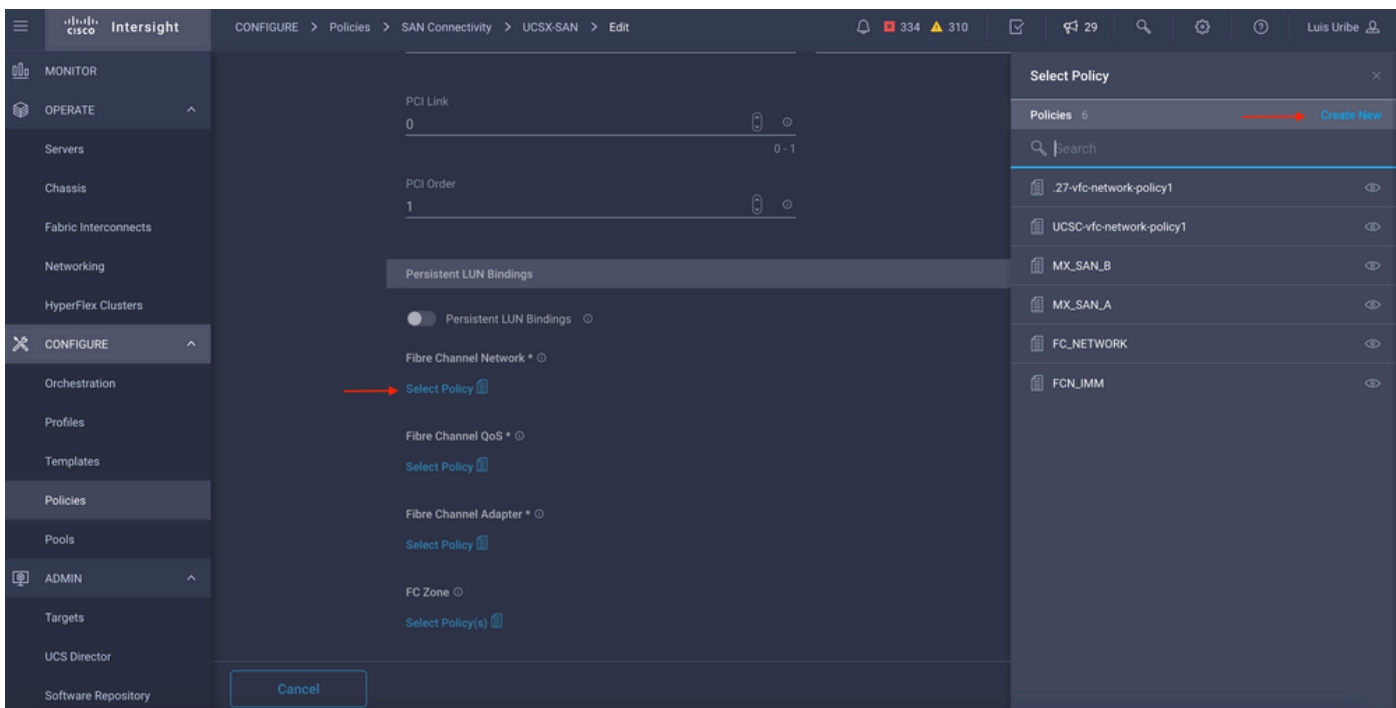 cisco Intersight
CONFIGURE > Policies > SAN Connectivity > UCSX-SAN > Edit
334 310
29
Luis Uribe
MONITOR
OPERATE
Servers
Chassis
Fabric Interconnects
Networking
HyperFlex Clusters
CONFIGURE
Orchestration
Profiles
Templates
Policies
Pools
ADMIN
Targets
UCS Director
Software Repository
PCI Link
0
0 - 1
PCI Order
1
Persistent LUN Bindings
Persistent LUN Bindings
Fibre Channel Network *
Select Policy
Fibre Channel QoS *
Select Policy
Fibre Channel Adapter *
Select Policy
FC Zone
Select Policy(s)
Cancel
Select Policy
Policies 6 Create New
Search
.27-vfc-network-policy1
UCSC-vfc-network-policy1
MX_SAN_B
MX_SAN_A
FC_NETWORK
FCN_IMM